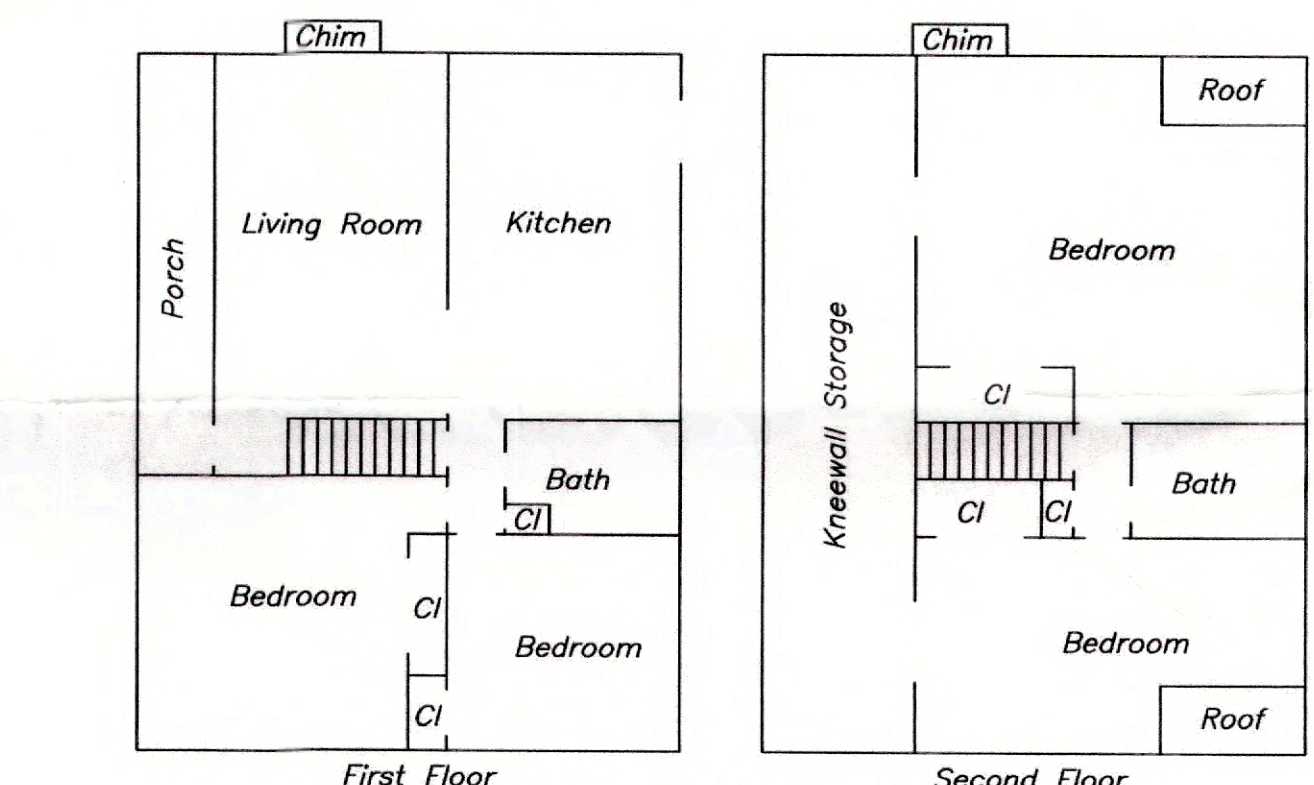 Chim
Living Room
Kitchen
Porch
Bath
Cl
Bedroom
Cl
Bedroom
Cl
First Floor
Chim
Roof
Bedroom
Kneewall Storage
Cl
Bath
Cl
Cl
Bedroom
Roof
Second Floor